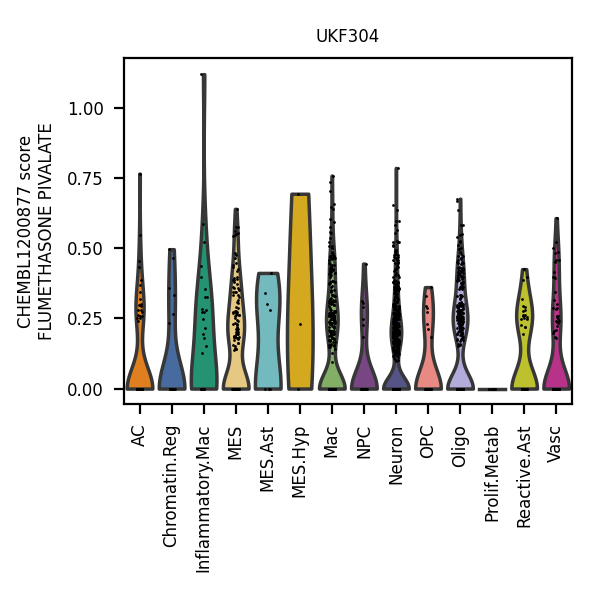 UKF304
CHEMBL1200877 score
FLUMETHASONE PIVALATE
1.00
0.75
0.50
0.25
0.00
AC
Chromatin.Reg
Inflammatory.Mac
MES
MES.Ast
MES.Hyp
Mac
NPC
Neuron
OPC
Oligo
Prolif.Metab
Reactive.Ast
Vasc